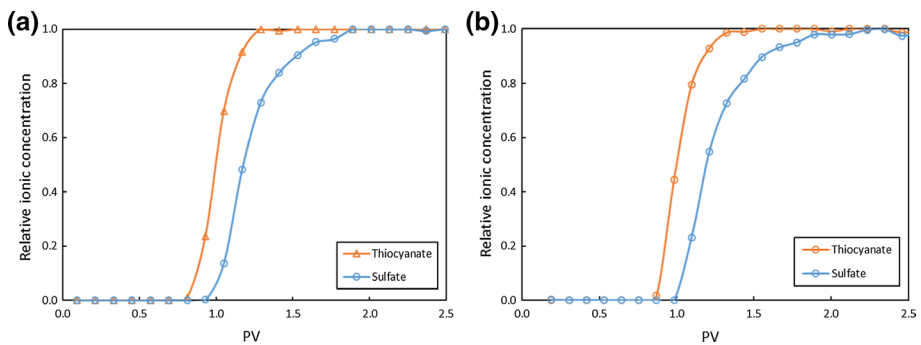 (a)
Relative ionic concentration
1.0
0.8
0.6
0.4
0.2
0.0
0.0 0.5 1.0 1.5 2.0 2.5
PV
Thiocyanate
Sulfate
(b)
Relative ionic concentration
1.0
0.8
0.6
0.4
0.2
0.0
0.0 0.5 1.0 1.5 2.0 2.5
PV
Thiocyanate
Sulfate